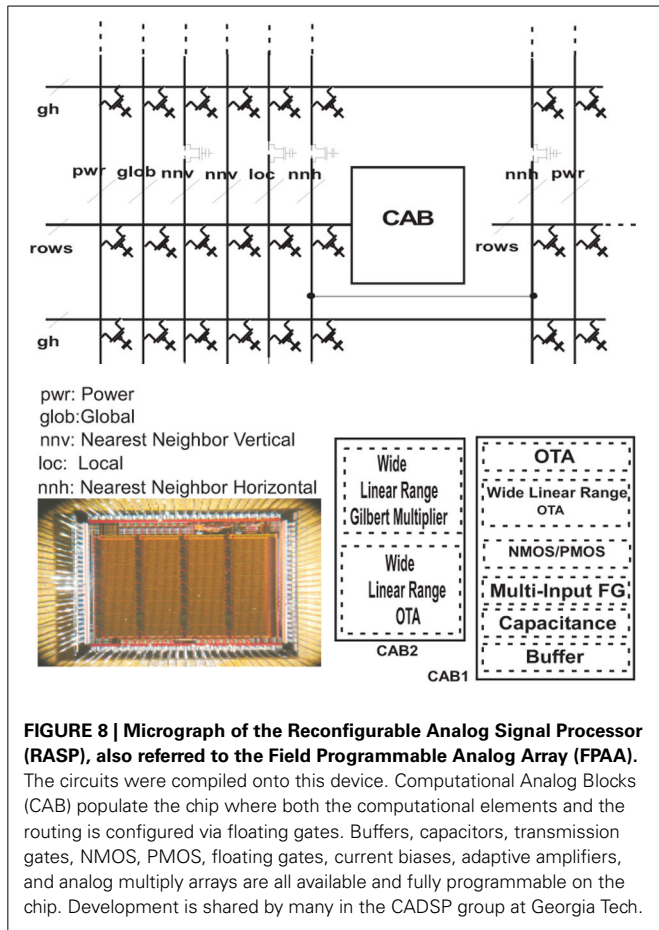 gh
pwr glob nnv nnv loc nnh nnh pwr
CAB
rows rows
gh
pwr: Power
glob:Global
nnv: Nearest Neighbor Vertical
loc: Local
nnh: Nearest Neighbor Horizontal
Wide
Linear Range
Gilbert Multiplier
Wide
Linear Range
OTA
CAB2
OTA
Wide Linear Range
OTA
NMOS/PMOS
Multi-Input FG
Capacitance
Buffer
CAB1
FIGURE 8 | Micrograph of the Reconfigurable Analog Signal Processor
(RASP), also referred to the Field Programmable Analog Array (FPAA).
The circuits were compiled onto this device. Computational Analog Blocks
(CAB) populate the chip where both the computational elements and the
routing is configured via floating gates. Buffers, capacitors, transmission
gates, NMOS, PMOS, floating gates, current biases, adaptive amplifiers,
and analog multiply arrays are all available and fully programmable on the
chip. Development is shared by many in the CADSP group at Georgia Tech.